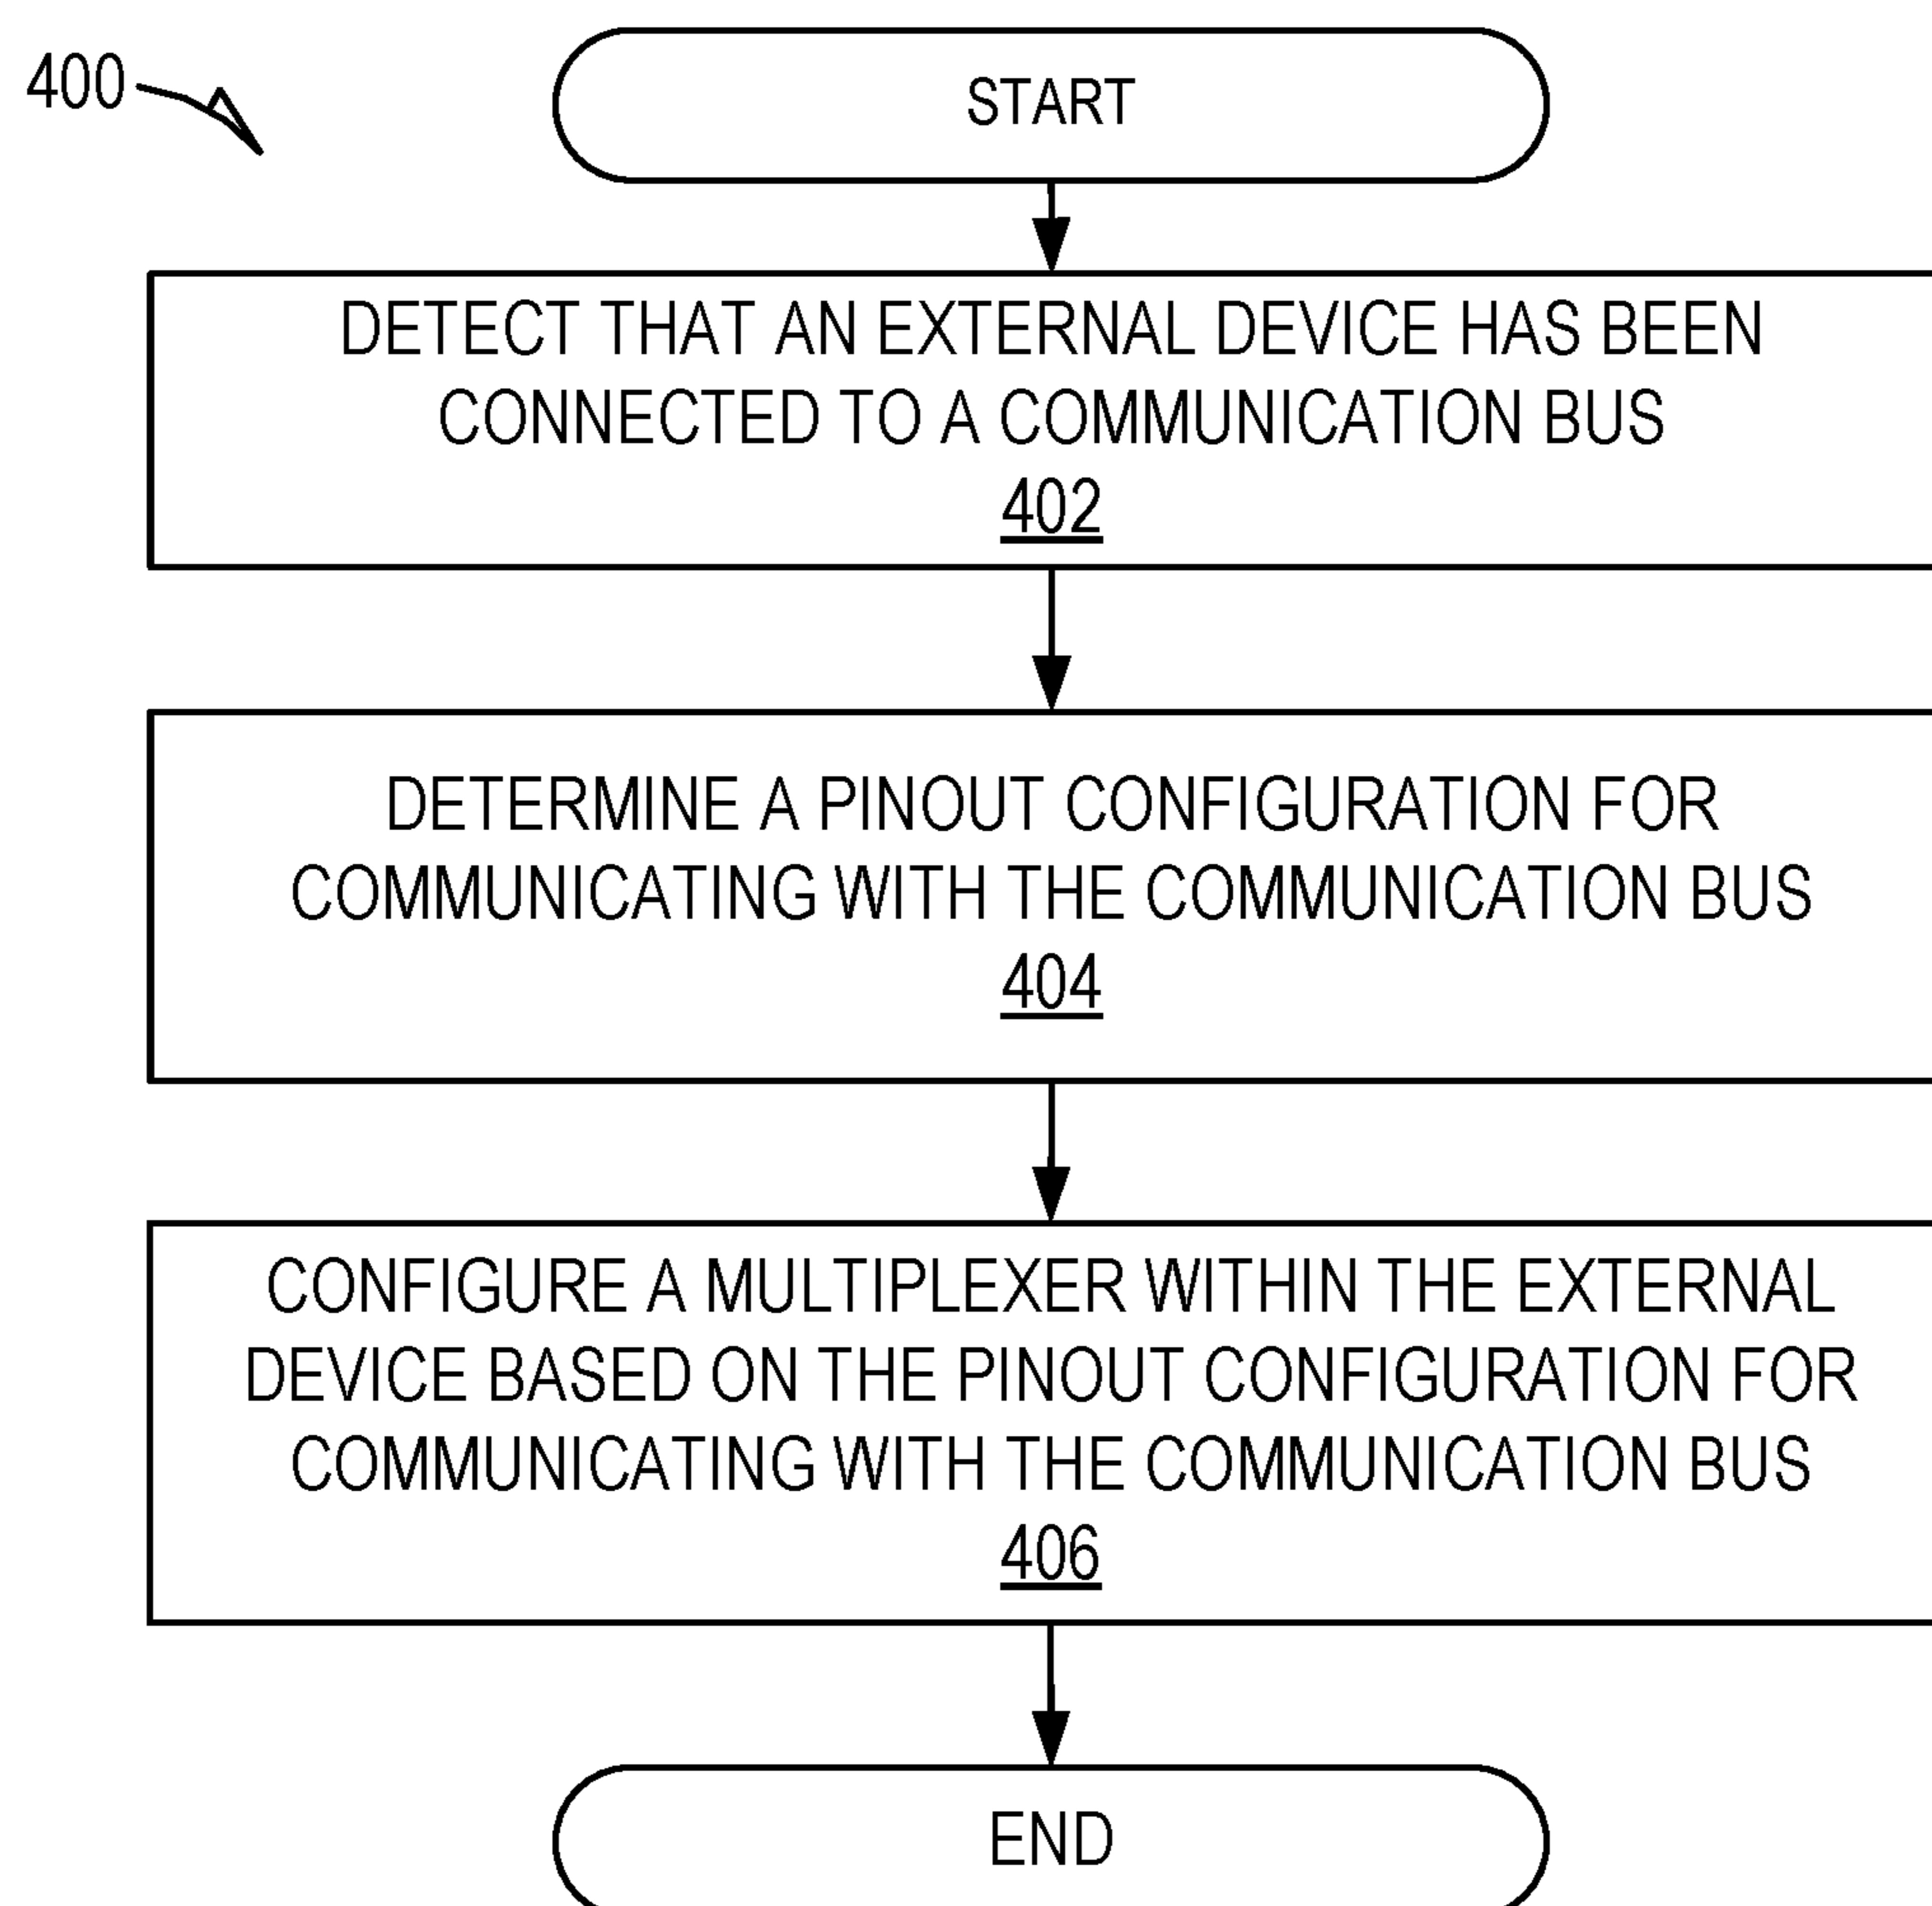 400
START
DETECT THAT AN EXTERNAL DEVICE HAS BEEN
CONNECTED TO A COMMUNICATION BUS
402
DETERMINE A PINOUT CONFIGURATION FOR
COMMUNICATING WITH THE COMMUNICATION BUS
404
CONFIGURE A MULTIPLEXER WITHIN THE EXTERNAL
DEVICE BASED ON THE PINOUT CONFIGURATION FOR
COMMUNICATING WITH THE COMMUNICATION BUS
406
END